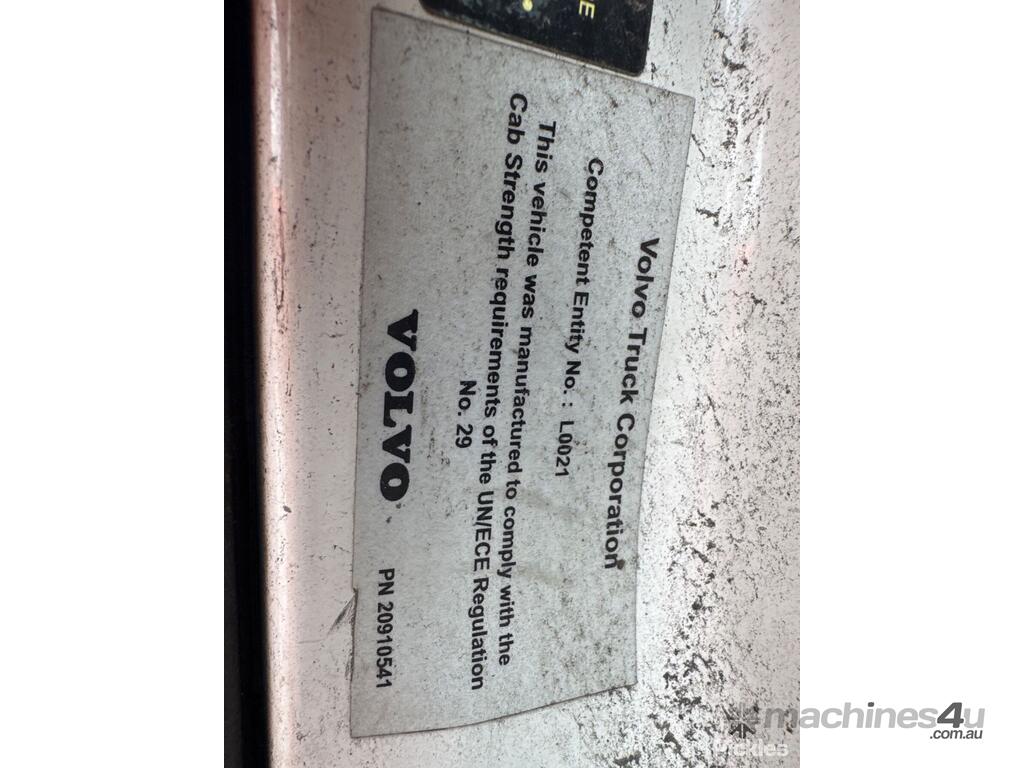 E
Volvo Truck Corporation
Competent Entity No. : L0021
This vehicle was manufactured to comply with the
Cab Strength requirements of the UN/ECE Regulation
No. 29
VOLVO
PN 20910541
machines4u
.com.au
Pickles